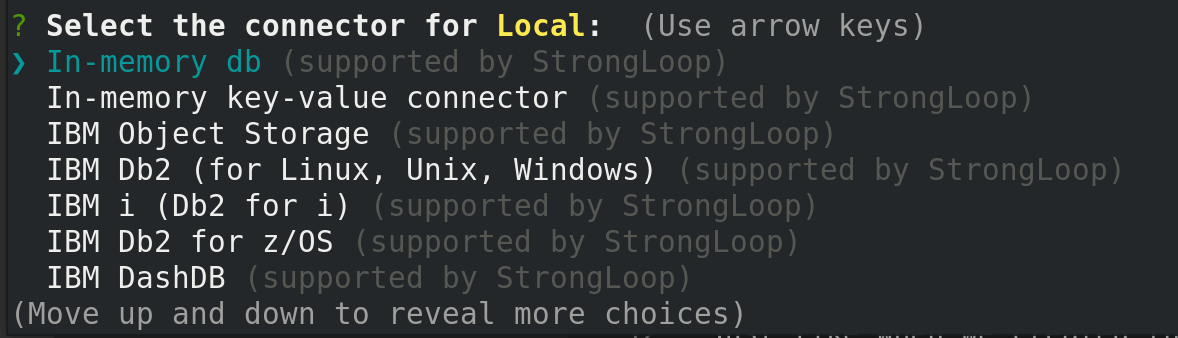 ? Select the connector for Local:  (Use arrow keys)
❯ In-memory db (supported by StrongLoop)
  In-memory key-value connector (supported by StrongLoop)
  IBM Object Storage (supported by StrongLoop)
  IBM Db2 (for Linux, Unix, Windows) (supported by StrongLoop)
  IBM i (Db2 for i) (supported by StrongLoop)
  IBM Db2 for z/OS (supported by StrongLoop)
  IBM DashDB (supported by StrongLoop)
(Move up and down to reveal more choices)